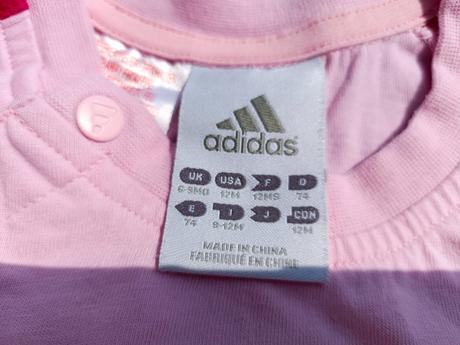 adidas
UK USA F D
6-9MO 12M 12MS 74
E I J CDN
74 9-12M 12M
MADE IN CHINA
FABRIQUÉ EN CHINE